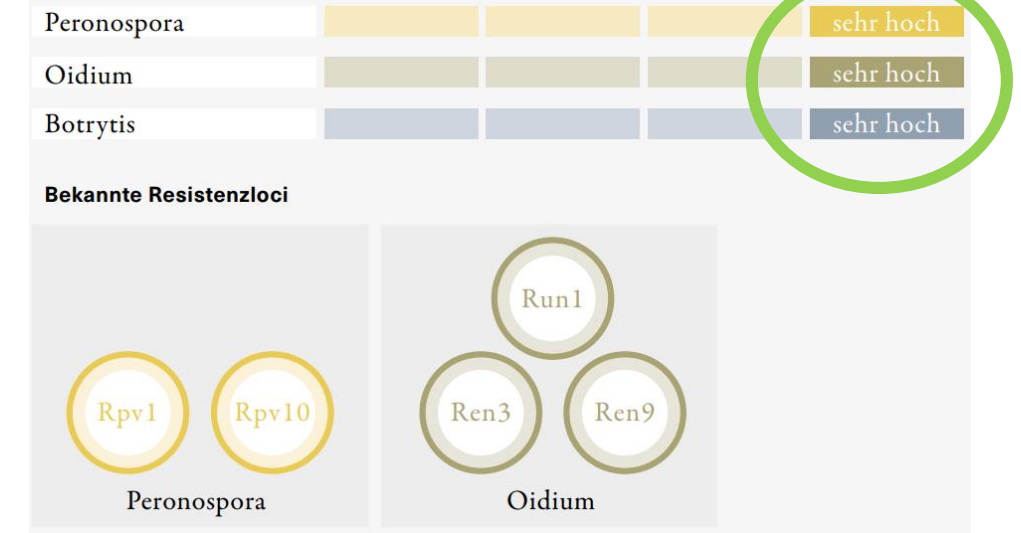 Peronospora sehr hoch
Oidium sehr hoch
Botrytis sehr hoch
Bekannte Resistenzloci
Run1
Rpv1 Rpv10 Ren3 Ren9
Peronospora Oidium